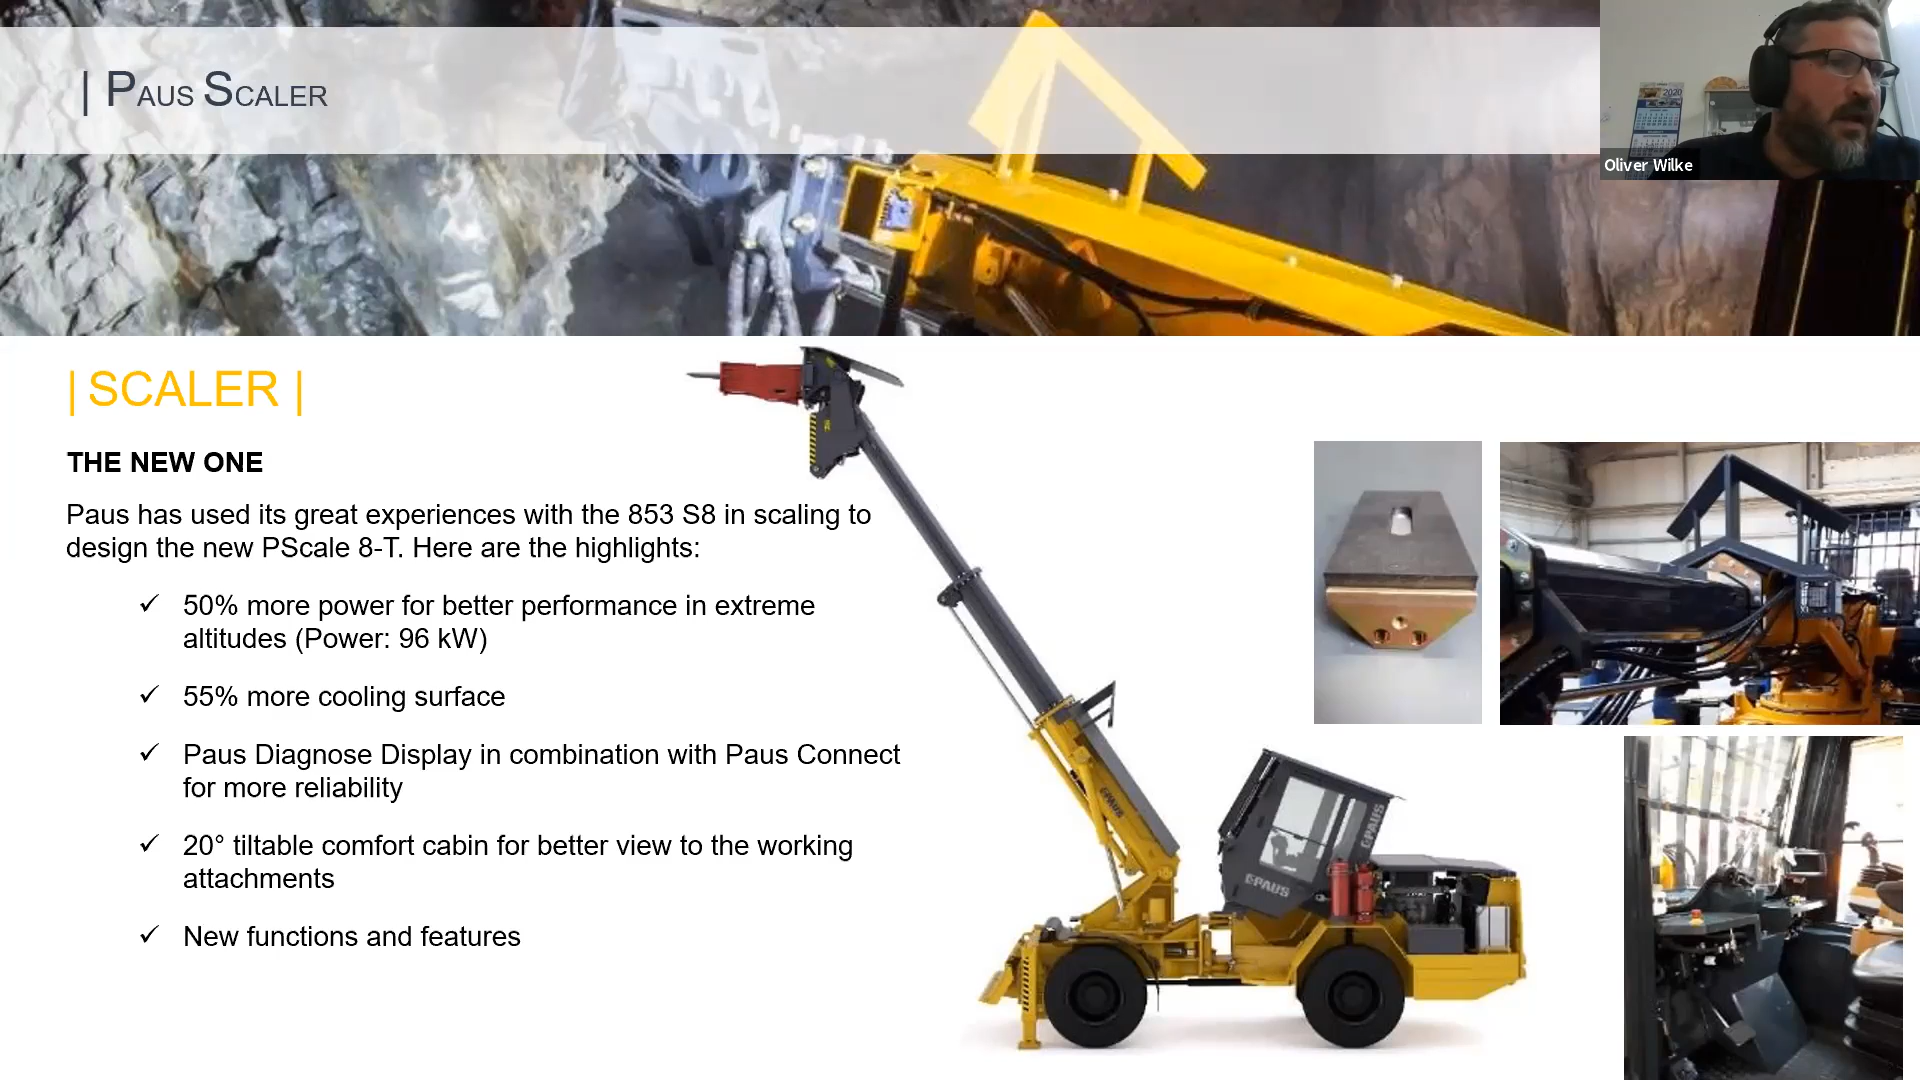 | PAUS SCALER
2020
Oliver Wilke
| SCALER |
THE NEW ONE
Paus has used its great experiences with the 853 S8 in scaling to
design the new PScale 8-T. Here are the highlights:
✓ 50% more power for better performance in extreme
altitudes (Power: 96 kW)
✓ 55% more cooling surface
✓ Paus Diagnose Display in combination with Paus Connect
for more reliability
✓ 20° tiltable comfort cabin for better view to the working
attachments
✓ New functions and features
PAUS
PAUS
PAUS